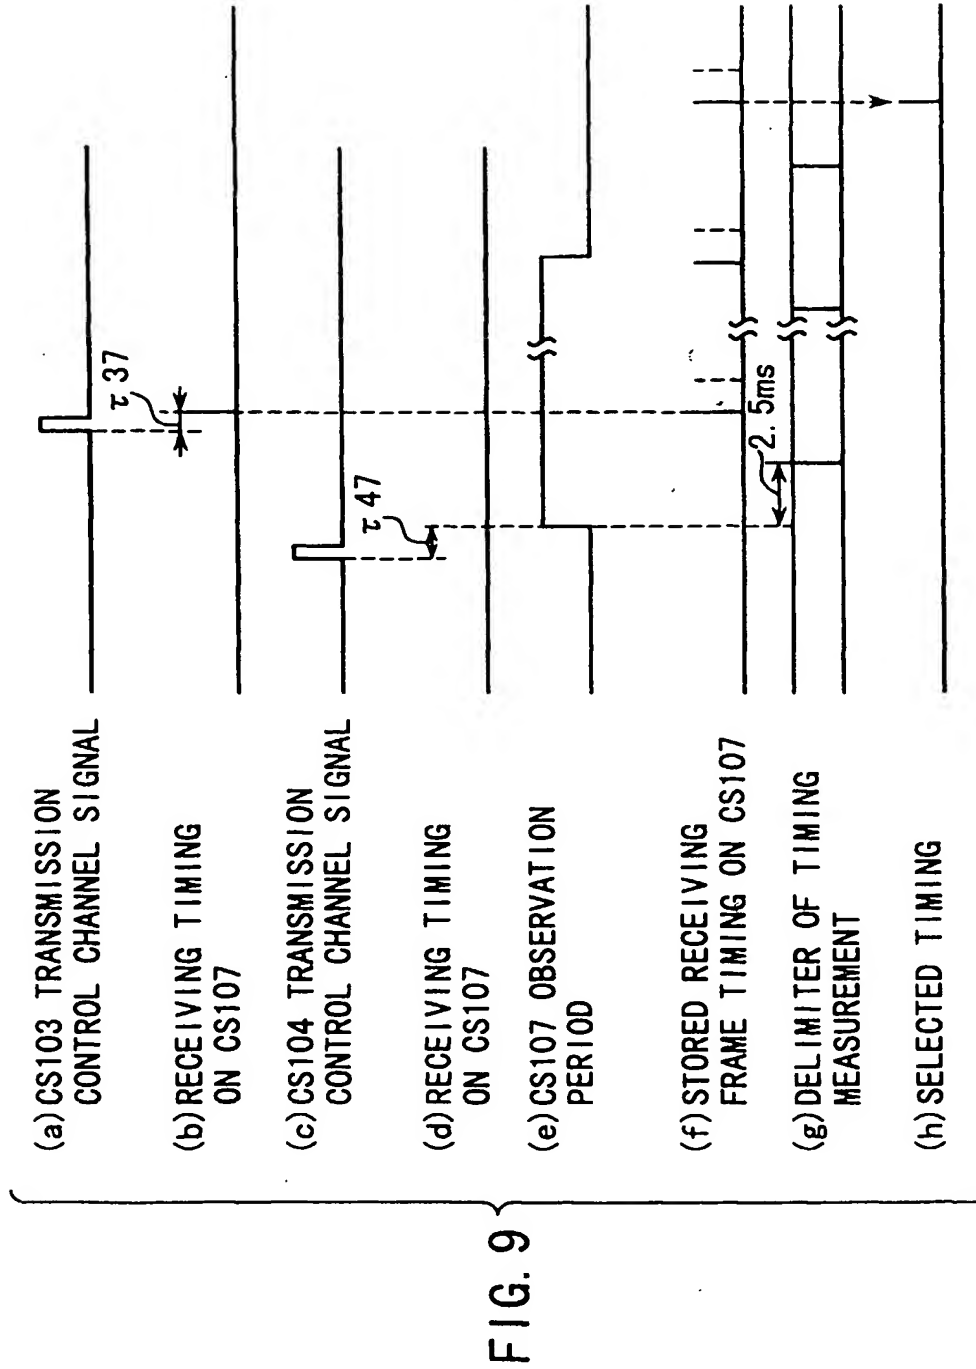 (a)CS103 TRANSMISSION
CONTROL CHANNEL SIGNAL
τ37
(b)RECEIVING TIMING
ON CS107
(c)CS104 TRANSMISSION
CONTROL CHANNEL SIGNAL
τ47
(d)RECEIVING TIMING
ON CS107
(e)CS107 OBSERVATION
PERIOD
(f)STORED RECEIVING
FRAME TIMING ON CS107
2.5ms
(g)DELIMITER OF TIMING
MEASUREMENT
(h)SELECTED TIMING
FIG. 9